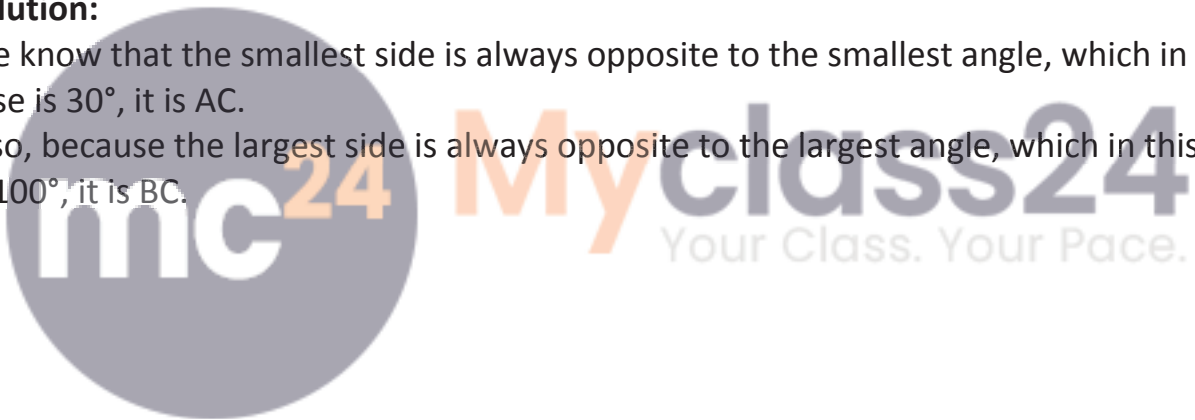 lution:
e know that the smallest side is always opposite to the smallest angle, which in
se is 30°, it is AC.
so, because the largest side is always opposite to the largest angle, which in this
100°, it is BC.
mc24
Myclass24
Your Class. Your Pace.